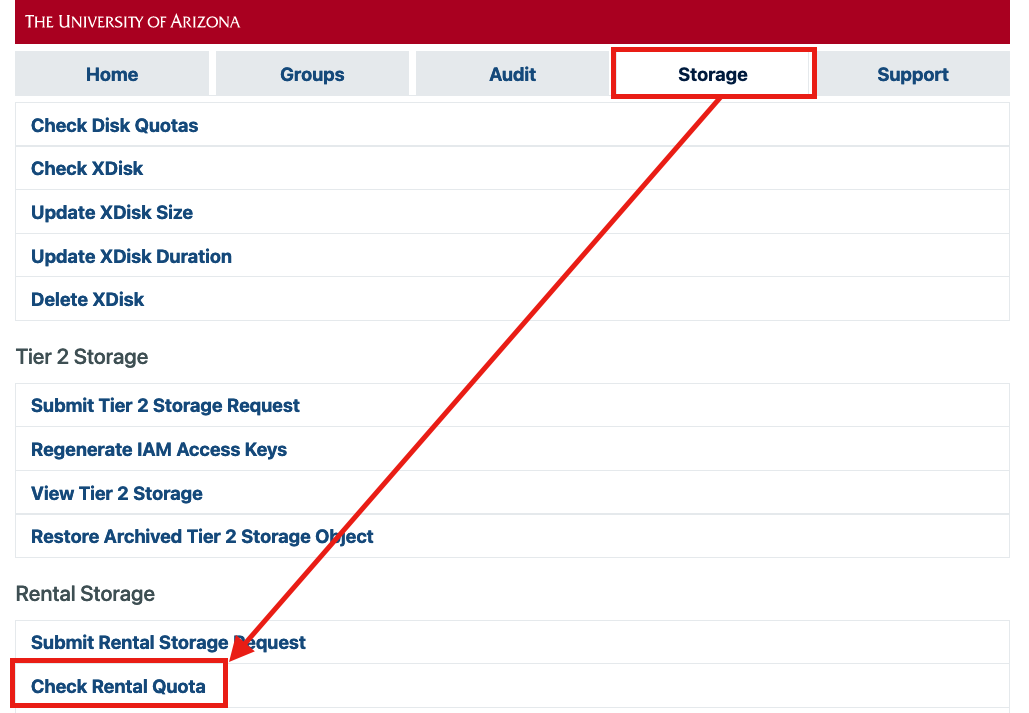 THE UNIVERSITY OF ARIZONA
Home Groups Audit Storage Support
Check Disk Quotas
Check XDisk
Update XDisk Size
Update XDisk Duration
Delete XDisk
Tier 2 Storage
Submit Tier 2 Storage Request
Regenerate IAM Access Keys
View Tier 2 Storage
Restore Archived Tier 2 Storage Object
Rental Storage
Submit Rental Storage Request
Check Rental Quota